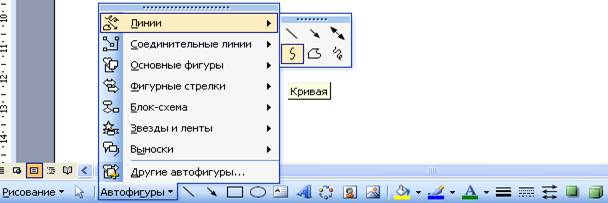 Линии
Соединительные линии
Основные фигуры
Фигурные стрелки
Блок-схема
Звезды и ленты
Выноски
Другие автофигуры...
Кривая
Рисование
Автофигуры